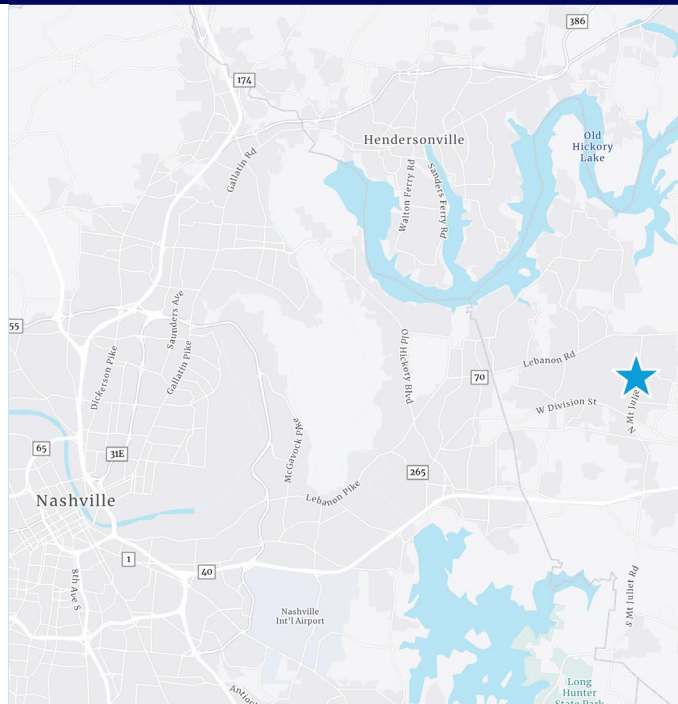 386
174
Hendersonville
Old
Hickory
Lake
Gallatin Rd
Walton Ferry Rd
Sanders Ferry Rd
Saunders Ave
55
Dickerson Pike
Gallatin Pike
Old Hickory Blvd
Lebanon Rd
70
N Mt Juliet
W Division St
McGavock Pike
65
31E
265
Lebanon Pike
Nashville
1
40
8th Ave S
Nashville
Int'l Airport
S Mt Juliet Rd
Long
Hunter
State Park